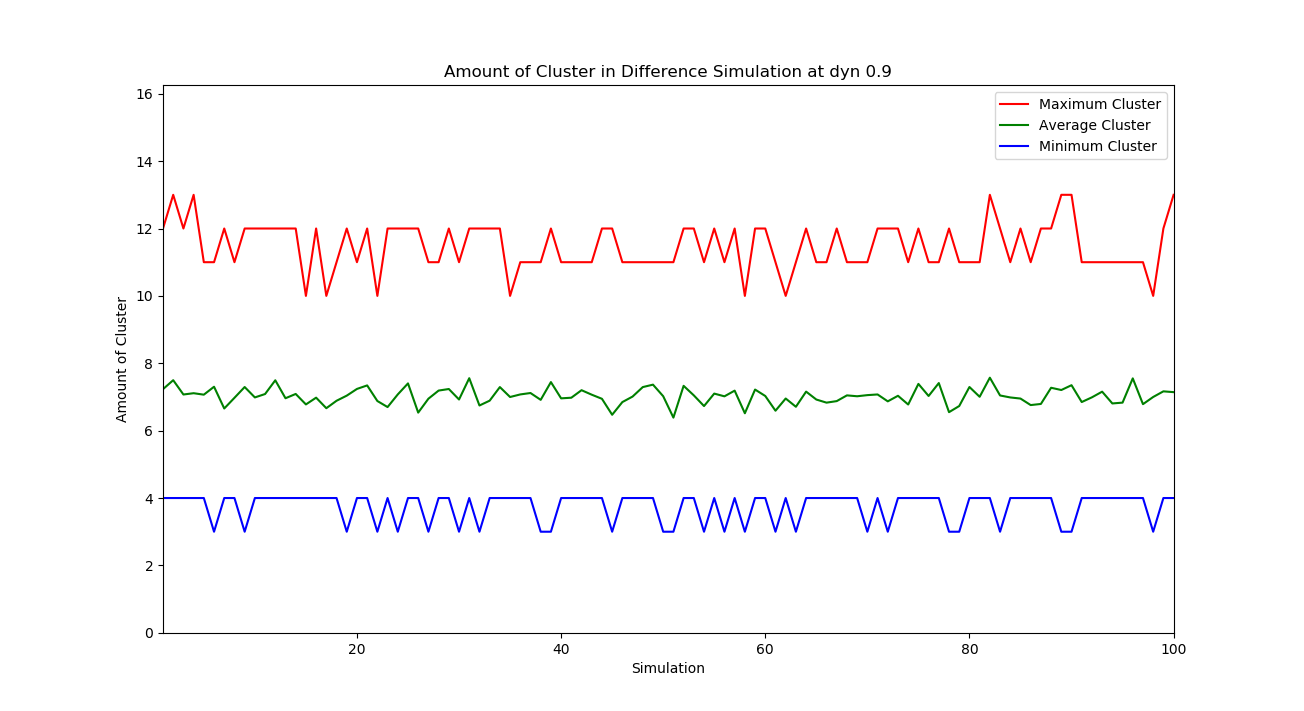 Amount of Cluster in Difference Simulation at dyn 0.9
Maximum Cluster
Average Cluster
Minimum Cluster
Amount of Cluster
16
14
12
10
8
6
4
2
0
20
40
60
80
100
Simulation